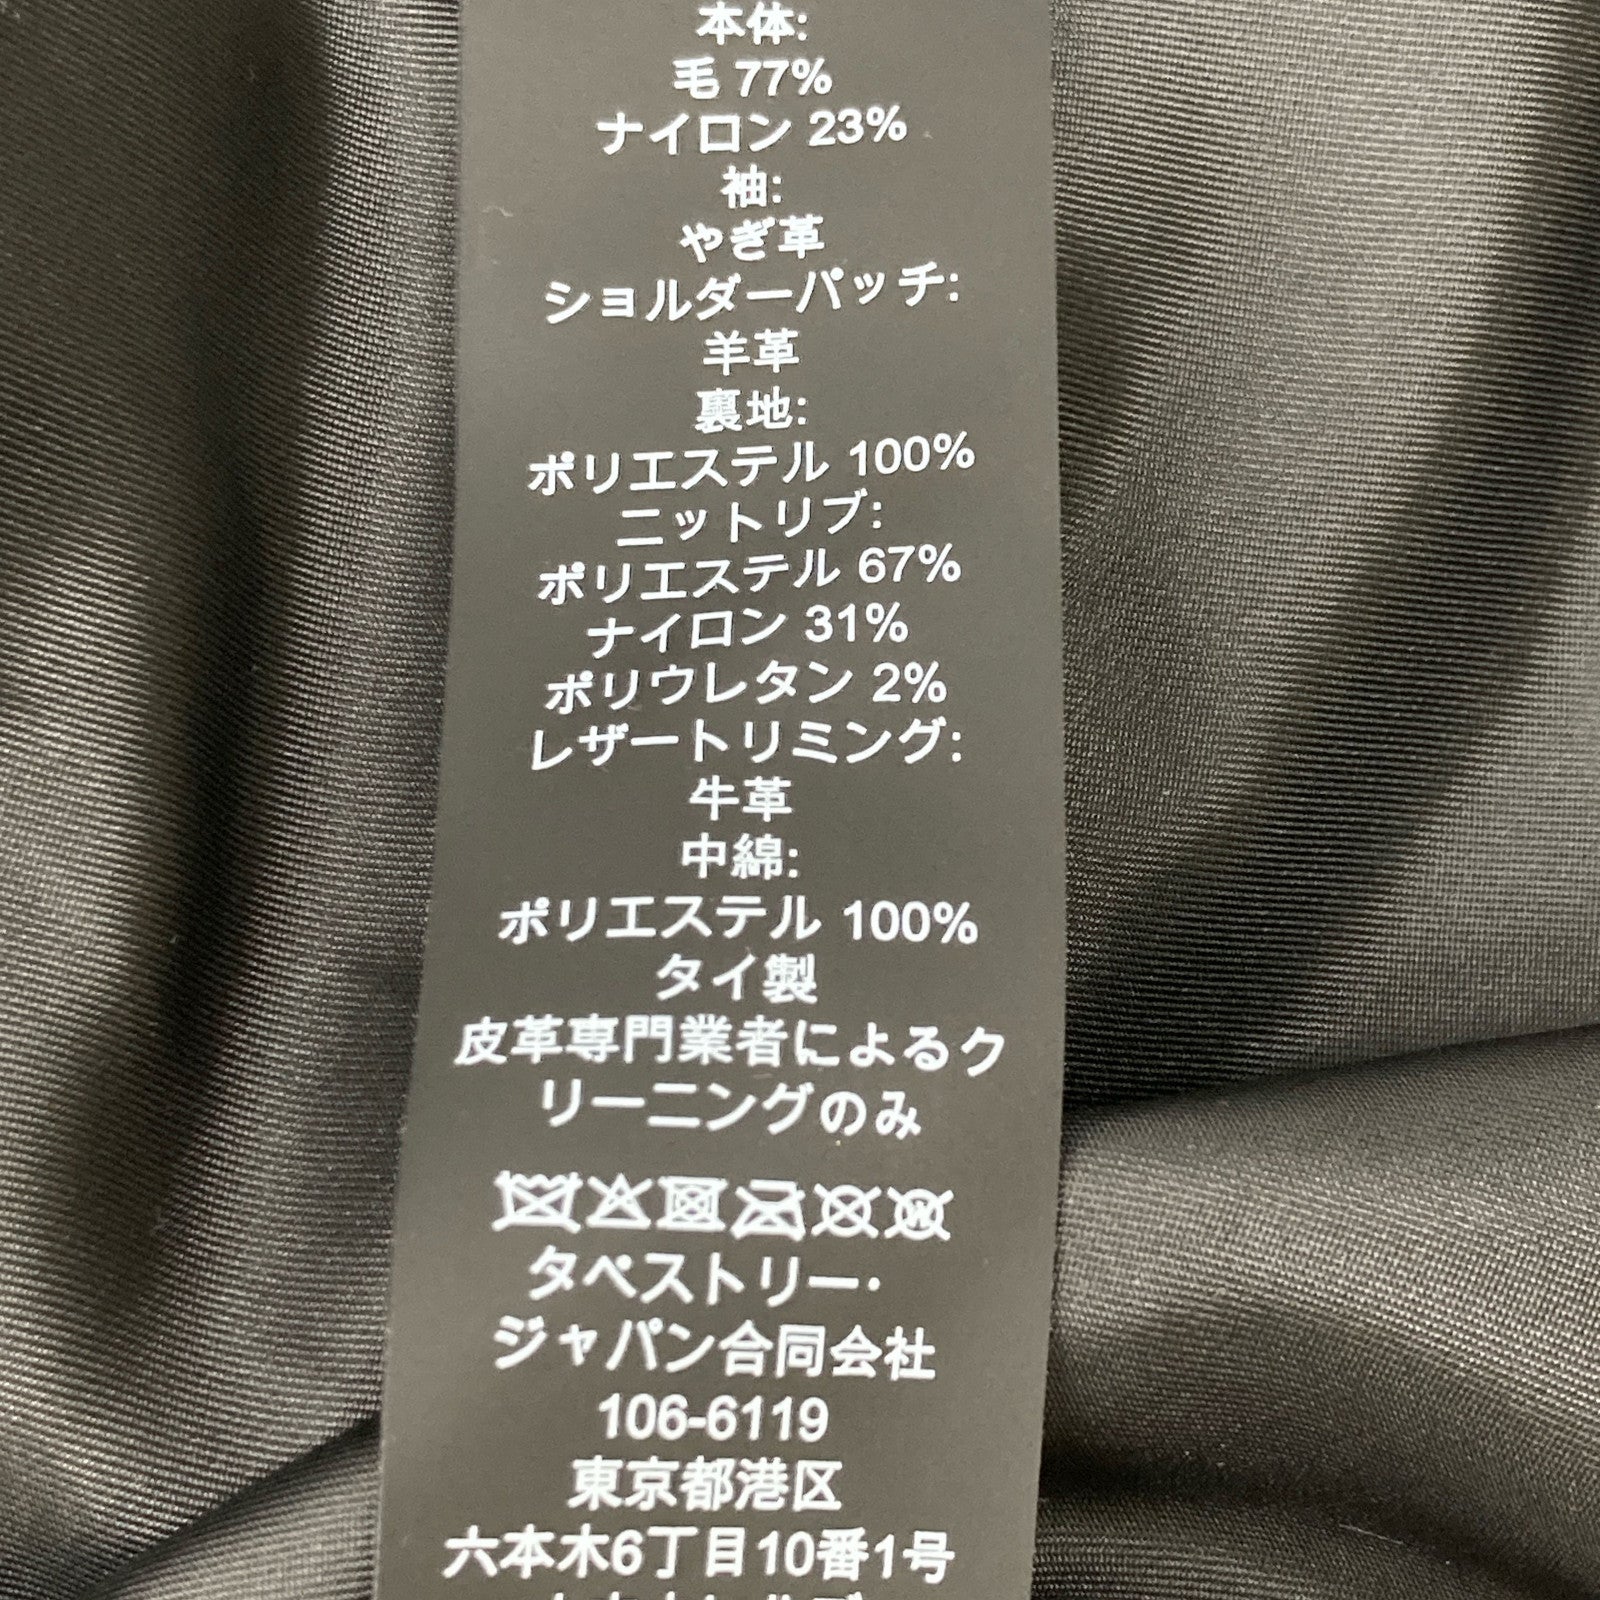 本体:
毛 77%
ナイロン 23%
袖:
やぎ革
ショルダーパッチ:
羊革
裏地:
ポリエステル 100%
ニットリブ:
ポリエステル 67%
ナイロン 31%
ポリウレタン 2%
レザートリミング:
牛革
中綿:
ポリエステル 100%
タイ製
皮革専門業者によるク
リーニングのみ
W
タペストリー・
ジャパン合同会社
106-6119
東京都港区
六本木6丁目10番1号